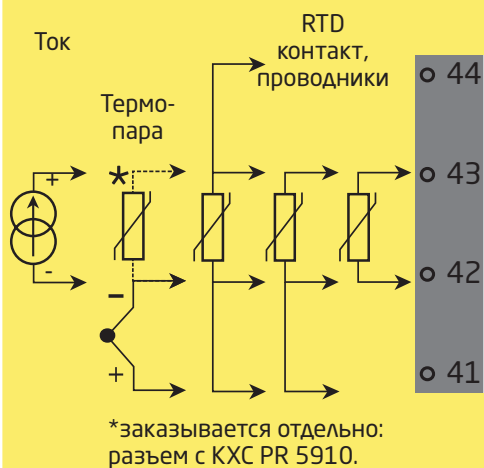 Ток
RTD
контакт,
проводники
Термо-
пара
*
+
-
–
+
44
43
42
41
*заказывается отдельно:
разъем с КХС PR 5910.